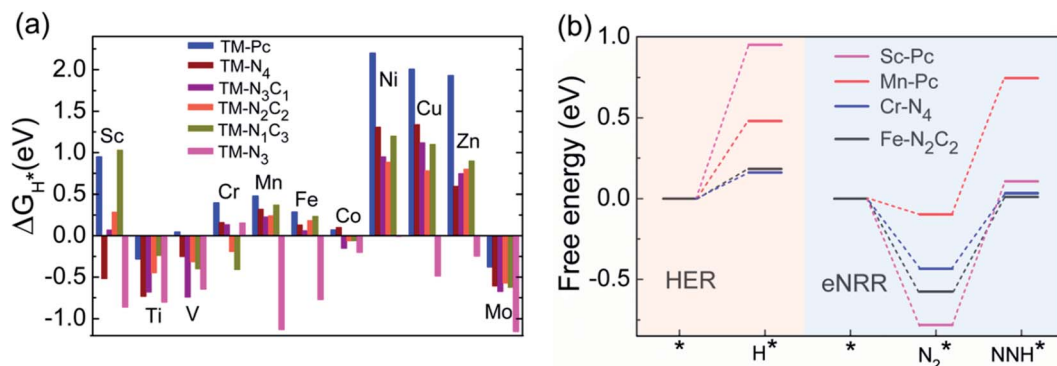 (a)
ΔG_H*(eV)
2.0
1.5
1.0
0.5
0.0
-0.5
-1.0
TM-Pc
TM-N₄
TM-N₃C₁
TM-N₂C₂
TM-N₁C₃
TM-N₃
Sc
Ti
V
Cr
Mn
Fe
Co
Ni
Cu
Zn
Mo
(b)
Free energy (eV)
1.0
0.5
0.0
-0.5
Sc-Pc
Mn-Pc
Cr-N₄
Fe-N₂C₂
HER
eNRR
* H* * N₂* NNH*